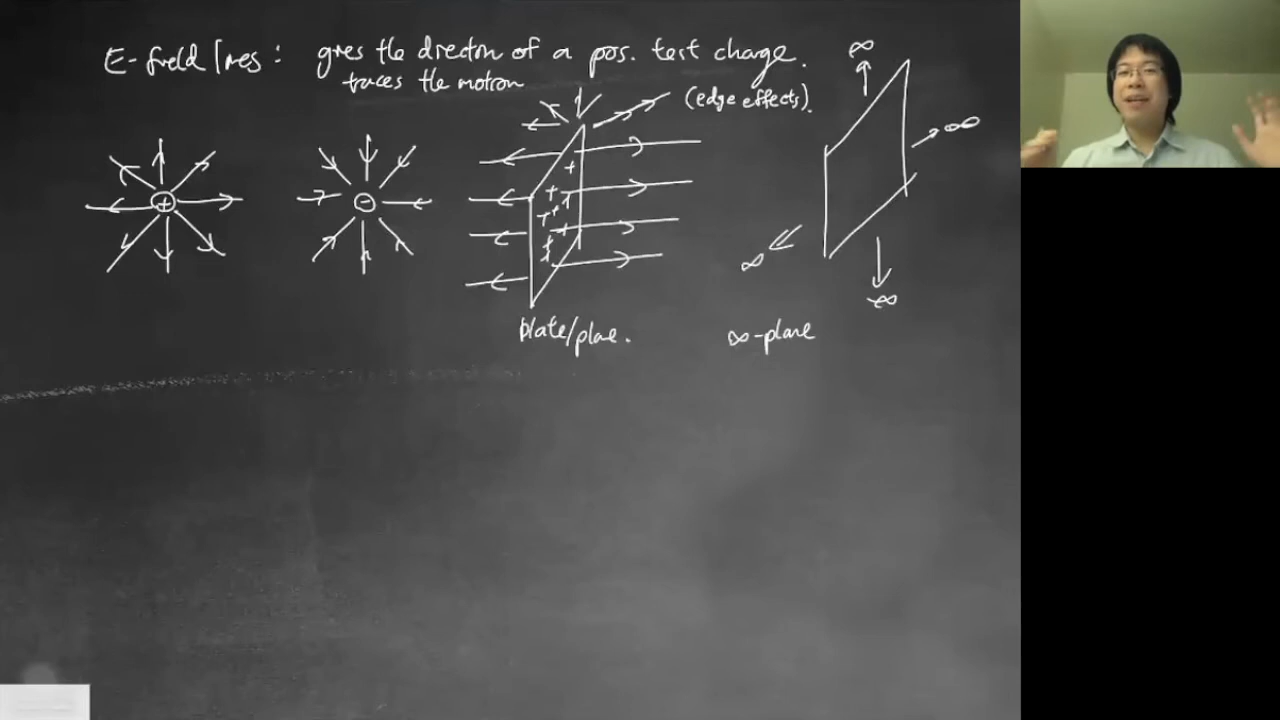 E-field lines : gives the direction of a pos. test charge.
traces the motion
(edge effects).
∞
∞
+
-
+
+ +
+ +
+ +
+
∞
-∞
plate/plane.
∞-plane